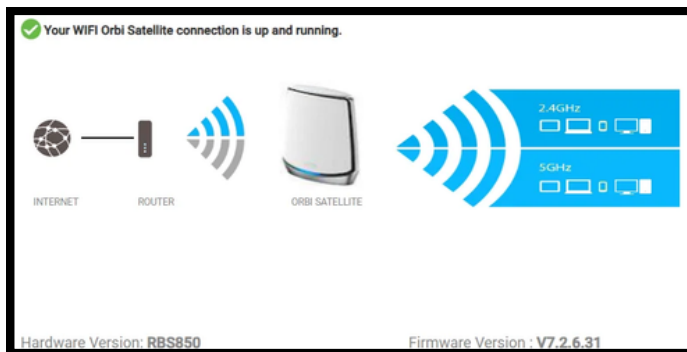 Your WIFI Orbi Satellite connection is up and running.
2.4GHz
5GHz
INTERNET
ROUTER
ORBI SATELLITE
Hardware Version: RBS850
Firmware Version : V7.2.6.31